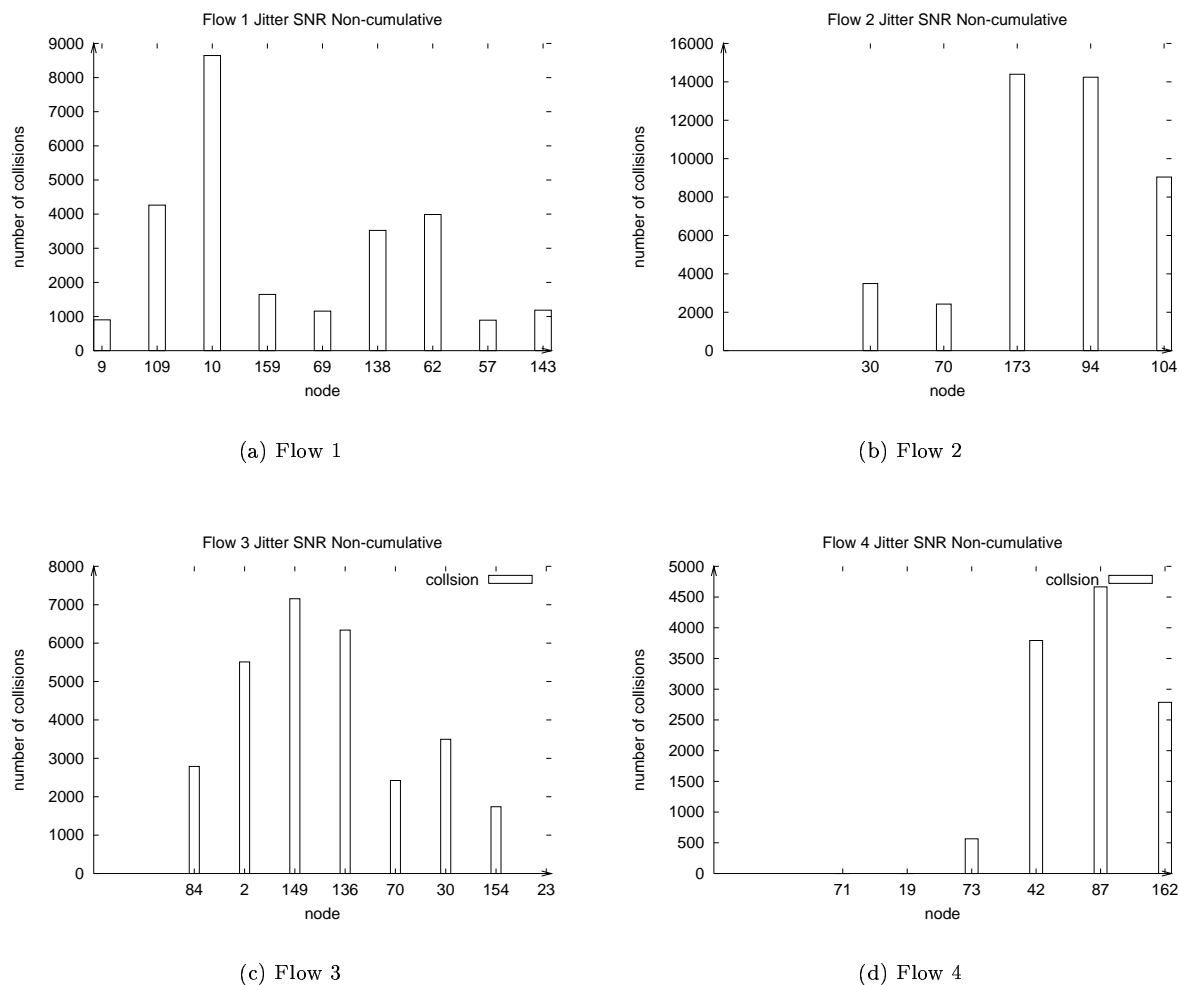 Flow 1 Jitter SNR Non-cumulative
9000
8000
7000
6000
5000
4000
3000
2000
1000
0
number of collisions
9 109 10 159 69 138 62 57 143
node
(a) Flow 1
Flow 2 Jitter SNR Non-cumulative
16000
14000
12000
10000
8000
6000
4000
2000
0
number of collisions
30 70 173 94 104
node
(b) Flow 2
Flow 3 Jitter SNR Non-cumulative
collsion
8000
7000
6000
5000
4000
3000
2000
1000
0
number of collisions
84 2 149 136 70 30 154 23
node
(c) Flow 3
Flow 4 Jitter SNR Non-cumulative
collsion
5000
4500
4000
3500
3000
2500
2000
1500
1000
500
0
number of collisions
71 19 73 42 87 162
node
(d) Flow 4